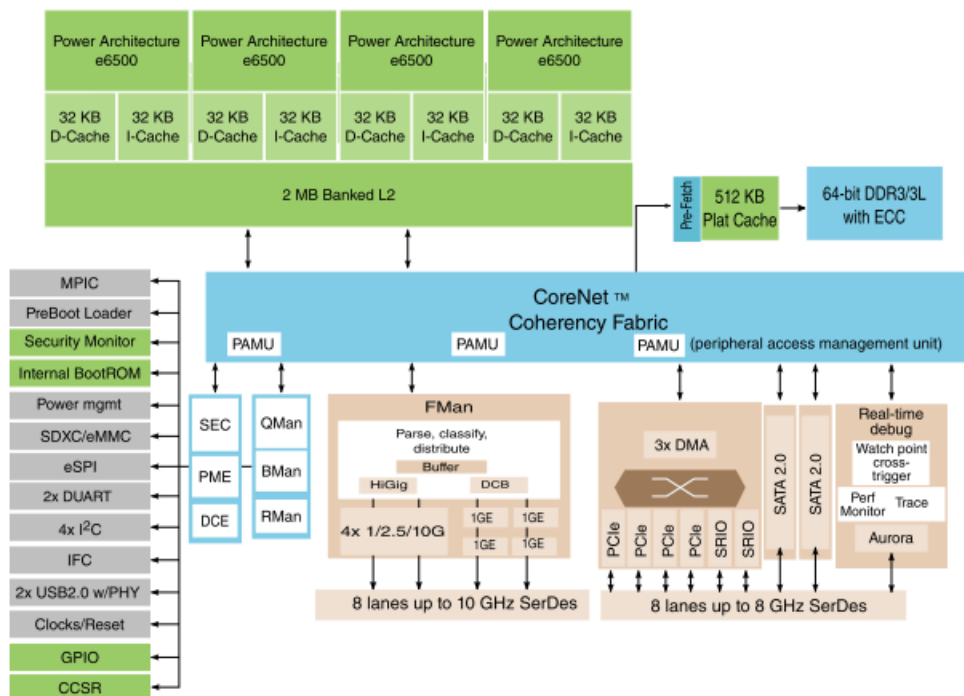 Power Architecture
e6500
Power Architecture
e6500
Power Architecture
e6500
Power Architecture
e6500
32 KB
D-Cache
32 KB
I-Cache
32 KB
D-Cache
32 KB
I-Cache
32 KB
D-Cache
32 KB
I-Cache
32 KB
D-Cache
32 KB
I-Cache
2 MB Banked L2
Pre-Fetch
512 KB
Plat Cache
64-bit DDR3/3L
with ECC
MPIC
PreBoot Loader
Security Monitor
Internal BootROM
Power mgmt
SDXC/eMMC
eSPI
2x DUART
4x I²C
IFC
2x USB2.0 w/PHY
Clocks/Reset
GPIO
CCSR
CoreNet ™
Coherency Fabric
PAMU
PAMU
PAMU (peripheral access management unit)
SEC
PME
DCE
QMan
BMan
RMan
FMan
Parse, classify,
distribute
Buffer
HiGig
DCB
4x 1/2.5/10G
1GE
1GE
1GE
1GE
8 lanes up to 10 GHz SerDes
3x DMA
PCIe
PCIe
PCIe
PCIe
SRIO
SRIO
SATA 2.0
SATA 2.0
Real-time
debug
Watch point
cross-
trigger
Perf
Monitor
Trace
Aurora
8 lanes up to 8 GHz SerDes